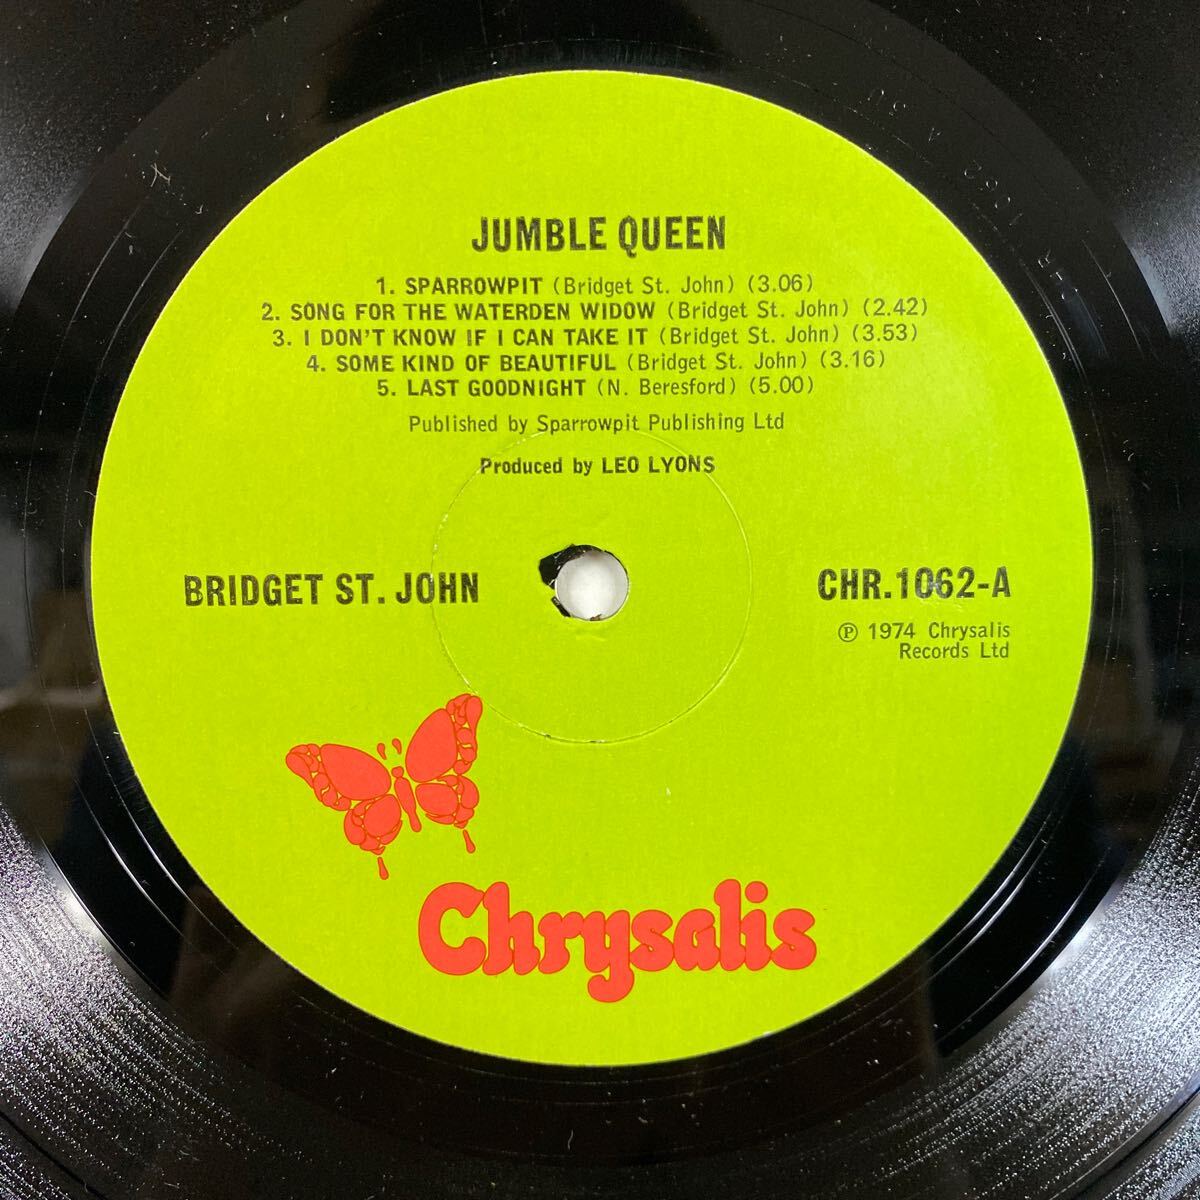 JUMBLE QUEEN
1. SPARROWPIT (Bridget St. John) (3.06)
2. SONG FOR THE WATERDEN WIDOW (Bridget St. John) (2.42)
3. I DON'T KNOW IF I CAN TAKE IT (Bridget St. John) (3.53)
4. SOME KIND OF BEAUTIFUL (Bridget St. John) (3.16)
5. LAST GOODNIGHT (N. Beresford) (5.00)
Published by Sparrowpit Publishing Ltd
Produced by LEO LYONS
BRIDGET ST. JOHN
CHR.1062-A
℗ 1974 Chrysalis
Records Ltd
Chrysalis